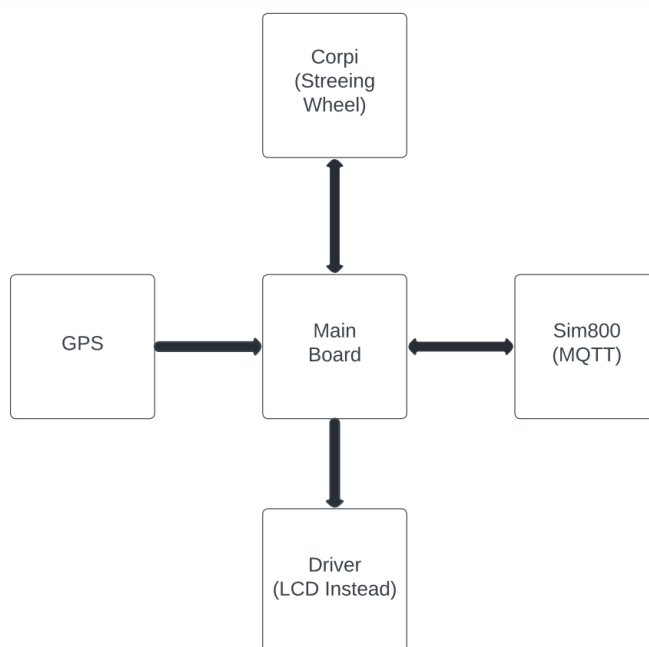 Corpi
(Streeing
Wheel)
GPS
Main
Board
Sim800
(MQTT)
Driver
(LCD Instead)